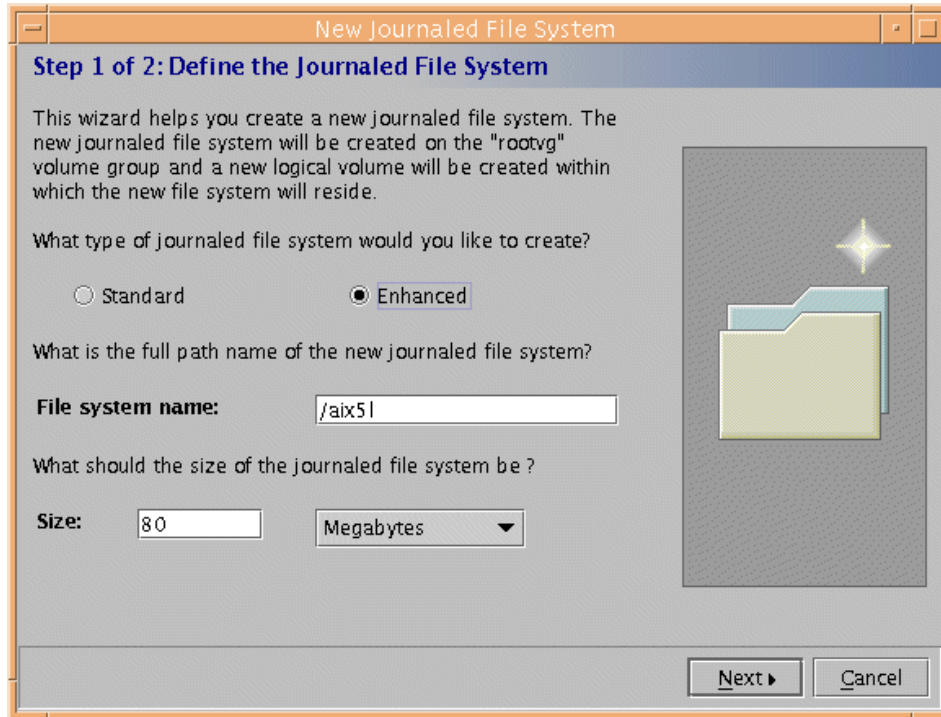 New Journaled File System
Step 1 of 2: Define the Journaled File System
This wizard helps you create a new journaled file system. The
new journaled file system will be created on the "rootvg"
volume group and a new logical volume will be created within
which the new file system will reside.
What type of journaled file system would you like to create?
Standard Enhanced
What is the full path name of the new journaled file system?
File system name: /aix5l
What should the size of the journaled file system be ?
Size: 80 Megabytes
Next Cancel